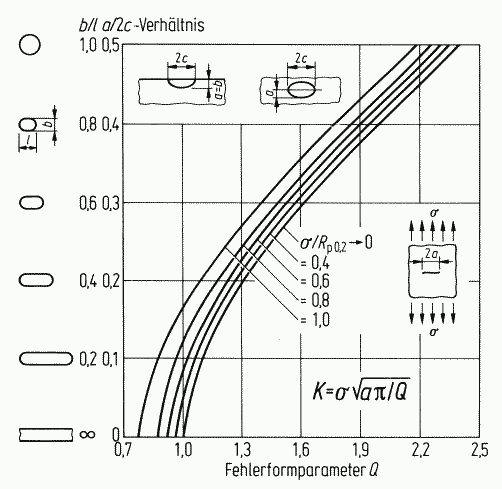 b/l a/2c-Verhältnis
1,0 0,5
2c
a=b
2c
a
b
l
0,8 0,4
0,6 0,3
σ/Rp0,2→0
= 0,4
= 0,6
= 0,8
= 1,0
σ
2a
σ
0,4 0,2
0,2 0,1
K=σ√aπ/Q
∞ 0
0,7 1,0 1,3 1,6 1,9 2,2 2,5
Fehlerformparameter Q